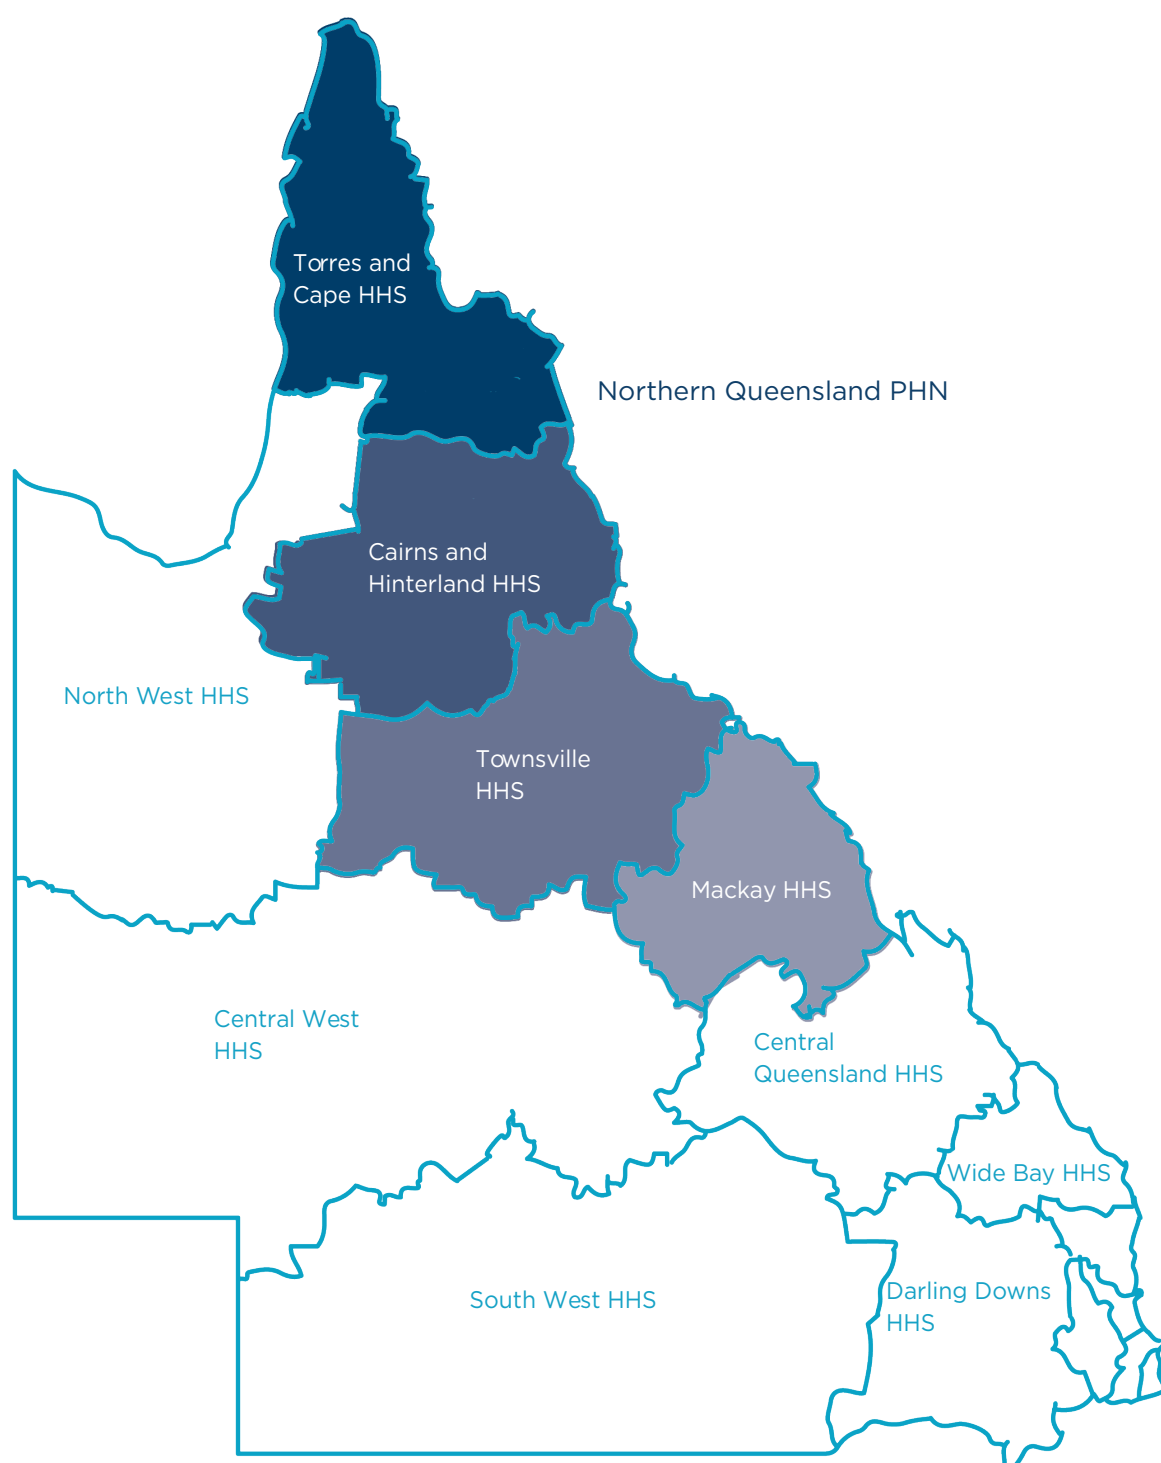 Torres and
Cape HHS
Northern Queensland PHN
Cairns and
Hinterland HHS
North West HHS
Townsville
HHS
Mackay HHS
Central West
HHS
Central
Queensland HHS
Wide Bay HHS
South West HHS
Darling Downs
HHS